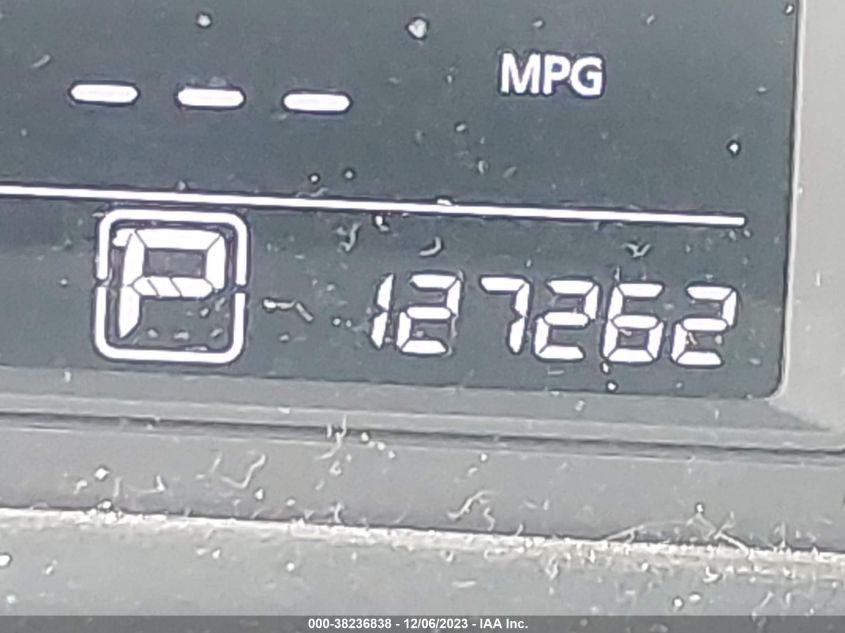 --- MPG
P 127262
000-38236838 - 12/06/2023 - IAA Inc.